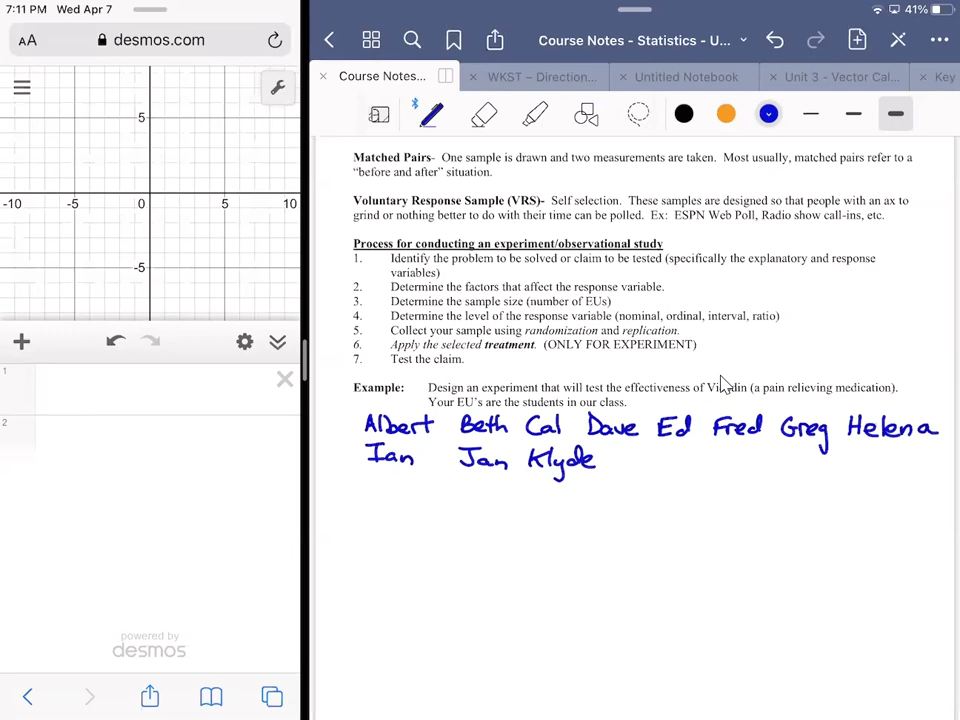 7:11 PM Wed Apr 7
41%
AA desmos.com
Course Notes - Statistics - U...
Course Notes...
WKST – Direction...
Untitled Notebook
Unit 3 - Vector Cal...
Key
5
-10 -5 0 5 10
-5
1
2
powered by
desmos
Matched Pairs- One sample is drawn and two measurements are taken. Most usually, matched pairs refer to a
“before and after” situation.
Voluntary Response Sample (VRS)- Self selection. These samples are designed so that people with an ax to
grind or nothing better to do with their time can be polled. Ex: ESPN Web Poll, Radio show call-ins, etc.
Process for conducting an experiment/observational study
1. Identify the problem to be solved or claim to be tested (specifically the explanatory and response
variables)
2. Determine the factors that affect the response variable.
3. Determine the sample size (number of EUs)
4. Determine the level of the response variable (nominal, ordinal, interval, ratio)
5. Collect your sample using randomization and replication.
6. Apply the selected treatment. (ONLY FOR EXPERIMENT)
7. Test the claim.
Example: Design an experiment that will test the effectiveness of (a pain relieving medication).
Your EU’s are the students in our class.
Albert Beth Cal Dave Ed Fred Greg Helena
Ian Jan Klyde